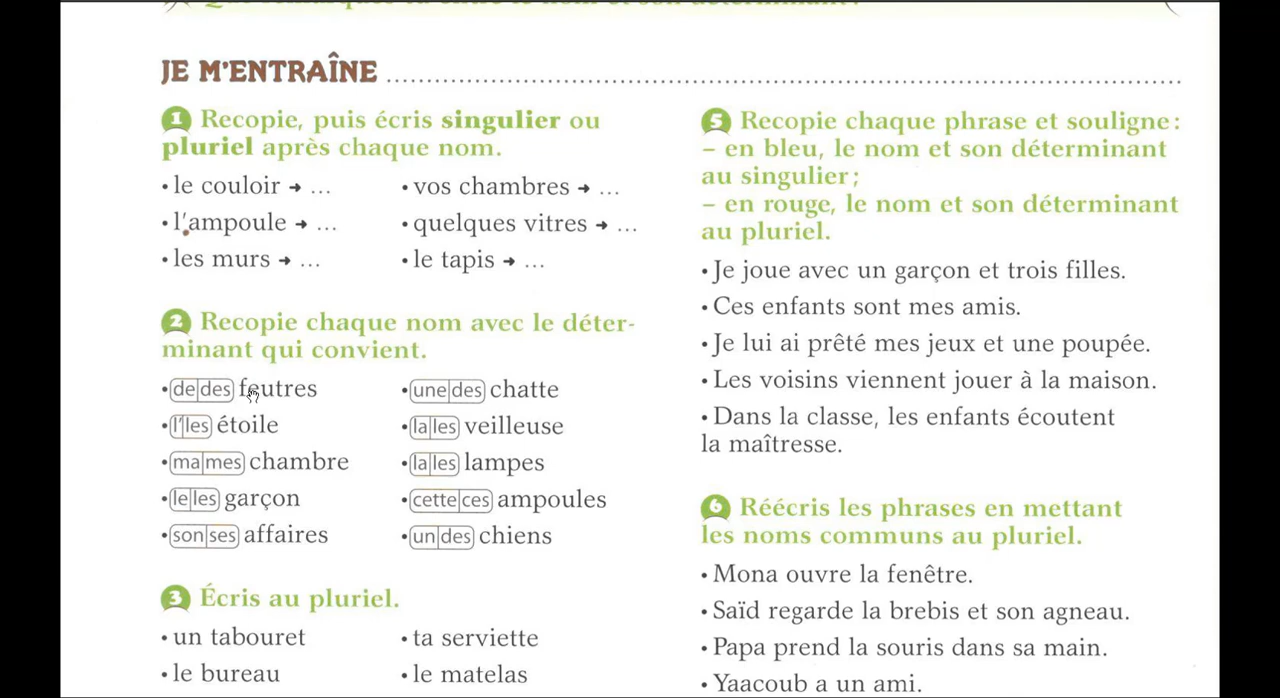 JE M'ENTRAÎNE
1 Recopie, puis écris singulier ou
pluriel après chaque nom.
• le couloir → ...
• l'ampoule → ...
• les murs → ...
• vos chambres → ...
• quelques vitres → ...
• le tapis → ...
2 Recopie chaque nom avec le déter-
minant qui convient.
• de|des feutres
• l'|les étoile
• ma|mes chambre
• le|les garçon
• son|ses affaires
• une|des chatte
• la|les veilleuse
• la|les lampes
• cette|ces ampoules
• un|des chiens
3 Écris au pluriel.
• un tabouret
• le bureau
• ta serviette
• le matelas
5 Recopie chaque phrase et souligne :
– en bleu, le nom et son déterminant
au singulier ;
– en rouge, le nom et son déterminant
au pluriel.
• Je joue avec un garçon et trois filles.
• Ces enfants sont mes amis.
• Je lui ai prêté mes jeux et une poupée.
• Les voisins viennent jouer à la maison.
• Dans la classe, les enfants écoutent
la maîtresse.
6 Réécris les phrases en mettant
les noms communs au pluriel.
• Mona ouvre la fenêtre.
• Saïd regarde la brebis et son agneau.
• Papa prend la souris dans sa main.
• Yaacoub a un ami.